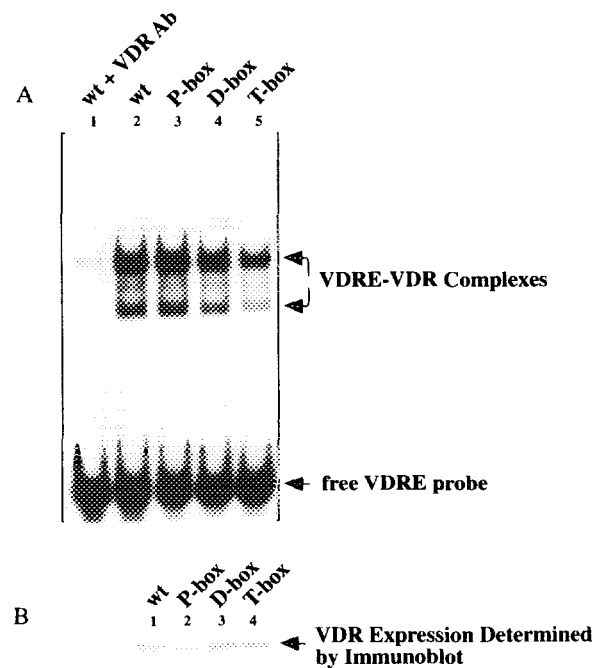 A
wt + VDR Ab
wt
P-box
D-box
T-box
1 2 3 4 5
VDRE-VDR Complexes
free VDRE probe
B
wt
P-box
D-box
T-box
1 2 3 4
VDR Expression Determined
by Immunoblot